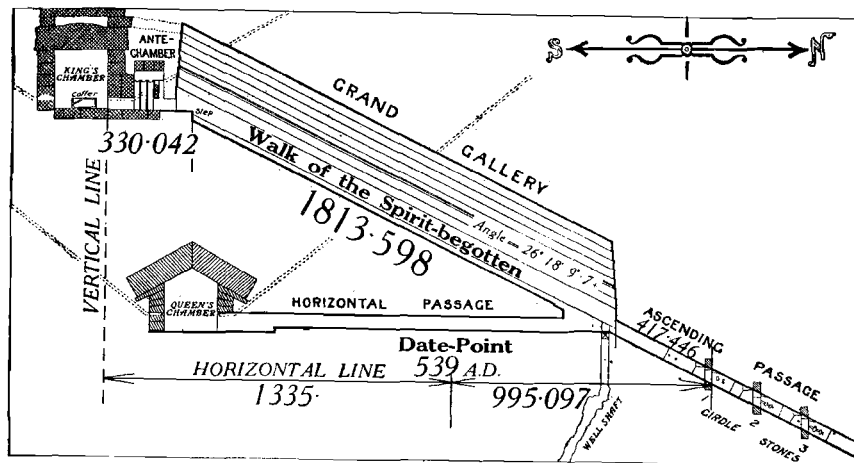 ANTE-
CHAMBER
KING'S
CHAMBER
Coffer
Step
S
N
330·042
GRAND
GALLERY
Walk of the Spirit-begotten
1813·598
Angle = 26° 18' 9·7"
VERTICAL LINE
QUEEN'S
CHAMBER
HORIZONTAL PASSAGE
ASCENDING
PASSAGE
417·446
Date-Point
539 A.D.
HORIZONTAL LINE
1335·
995·097
WELL SHAFT
GIRDLE
STONES
2
3